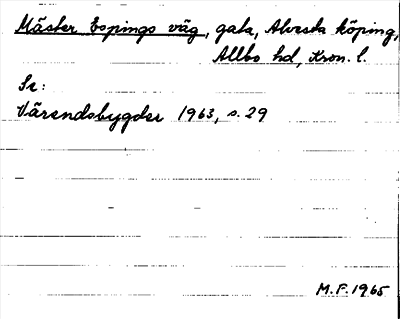 Mäster Espings väg, gata, Alvesta köping,
Allbo hd, Kron. l.
Se:
Värendsbygder 1963, s. 29
M.F. 1965